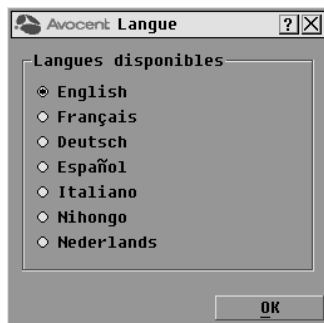 Avocent Langue ? X
Langues disponibles
English
Français
Deutsch
Español
Italiano
Nihongo
Nederlands
OK